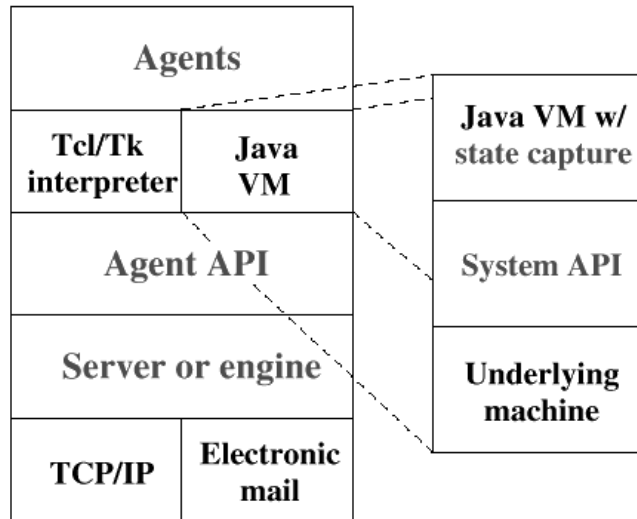 Agents
Tcl/Tk
interpreter
Java
VM
Agent API
Server or engine
TCP/IP
Electronic
mail
Java VM w/
state capture
System API
Underlying
machine